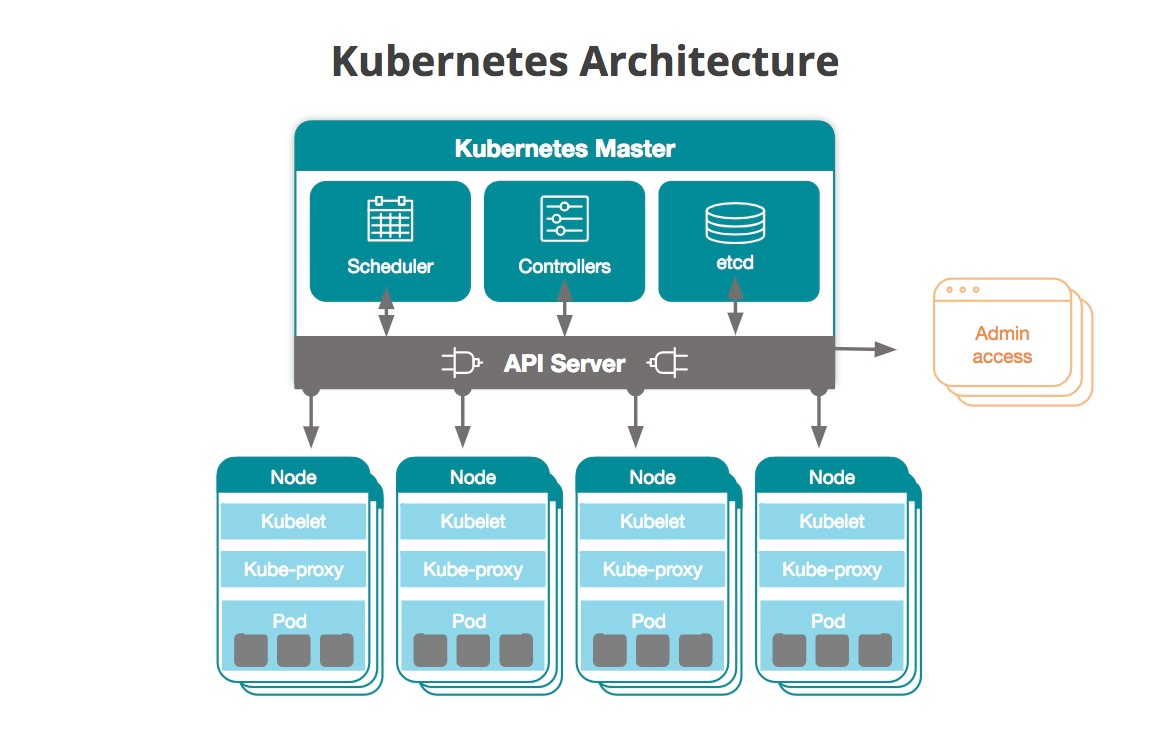 Kubernetes Architecture
Kubernetes Master
Scheduler
Controllers
etcd
API Server
Admin
access
Node
Kubelet
Kube-proxy
Pod
Node
Kubelet
Kube-proxy
Pod
Node
Kubelet
Kube-proxy
Pod
Node
Kubelet
Kube-proxy
Pod